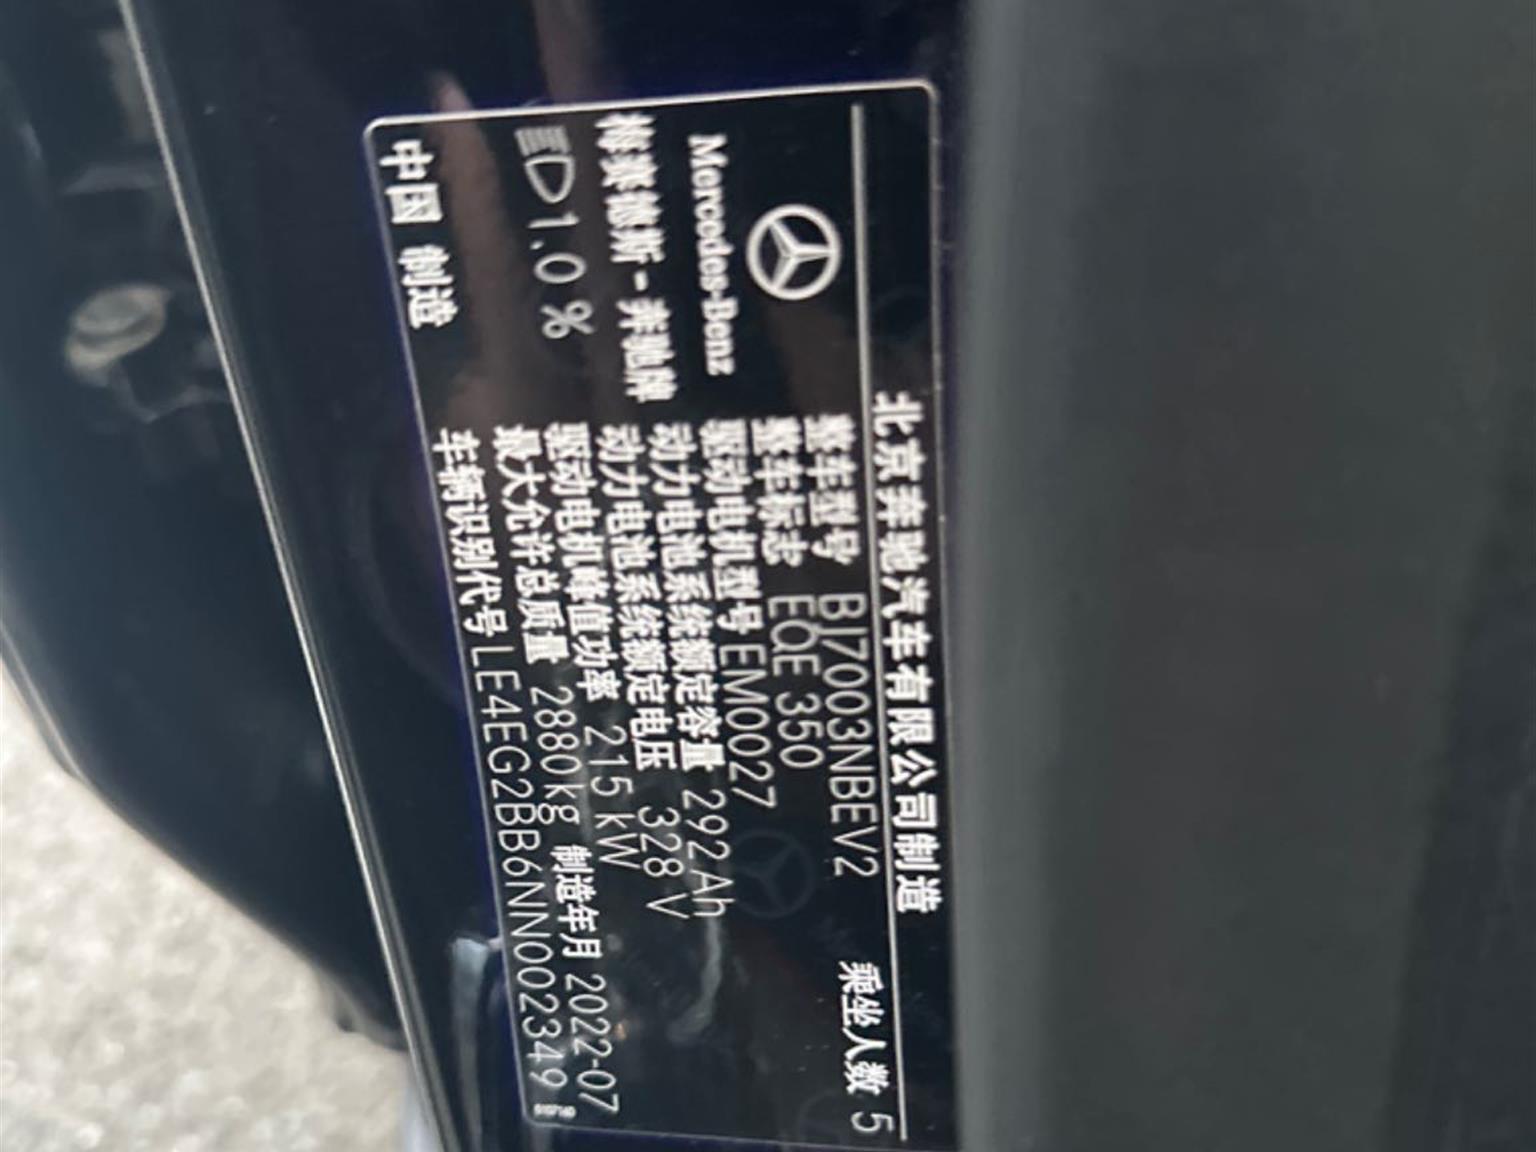 北京奔驰汽车有限公司制造
整车型号 BJ7003NBEV2 乘坐人数 5
整车标志 EQE 350
驱动电机型号 EM0027
动力电池系统额定容量 292 Ah
动力电池系统额定电压 328 V
驱动电机峰值功率 215 kW
最大允许总质量 2880kg 制造年月 2022-07
车辆识别代号 LE4EG2BB6NN002349
Mercedes-Benz
梅赛德斯-奔驰牌
1.0%
中国 制造